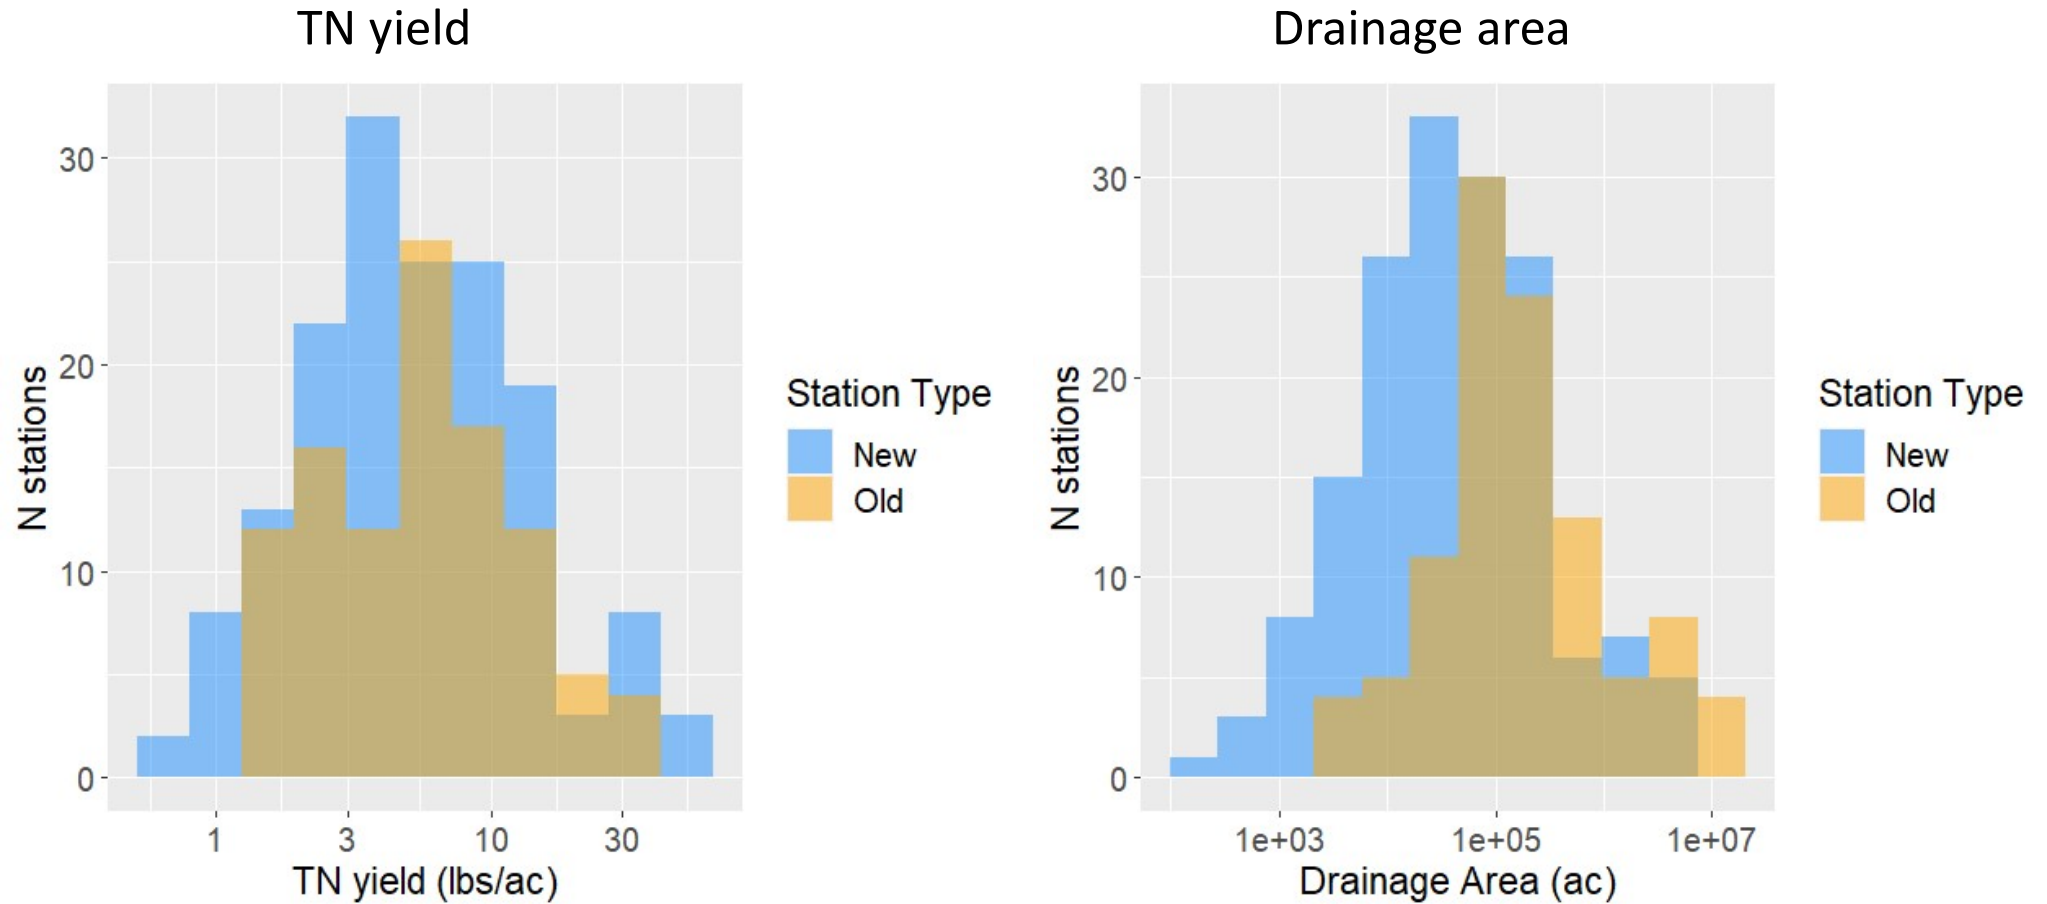 TN yield
30
20
10
0
N stations
1 3 10 30
TN yield (lbs/ac)
Station Type
New
Old
Drainage area
30
20
10
0
N stations
1e+03 1e+05 1e+07
Drainage Area (ac)
Station Type
New
Old